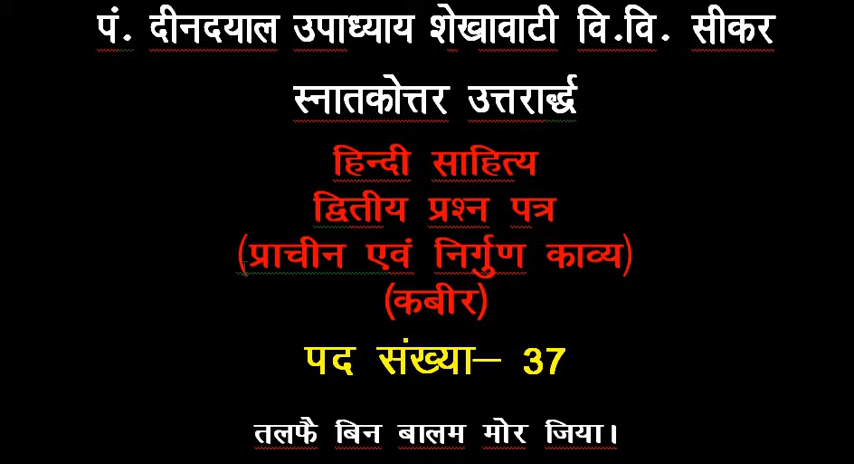 पं. दीनदयाल उपाध्याय शेखावाटी वि.वि. सीकर
स्नातकोत्तर उत्तरार्द्ध
हिन्दी साहित्य
द्वितीय प्रश्न पत्र
(प्राचीन एवं निर्गुण काव्य)
(कबीर)
पद संख्या– 37
तलफै बिन बालम मोर जिया।